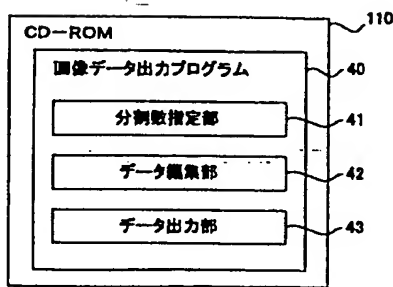 CD-ROM
110
画像データ出力プログラム
40
分割数指定部
41
データ編集部
42
データ出力部
43